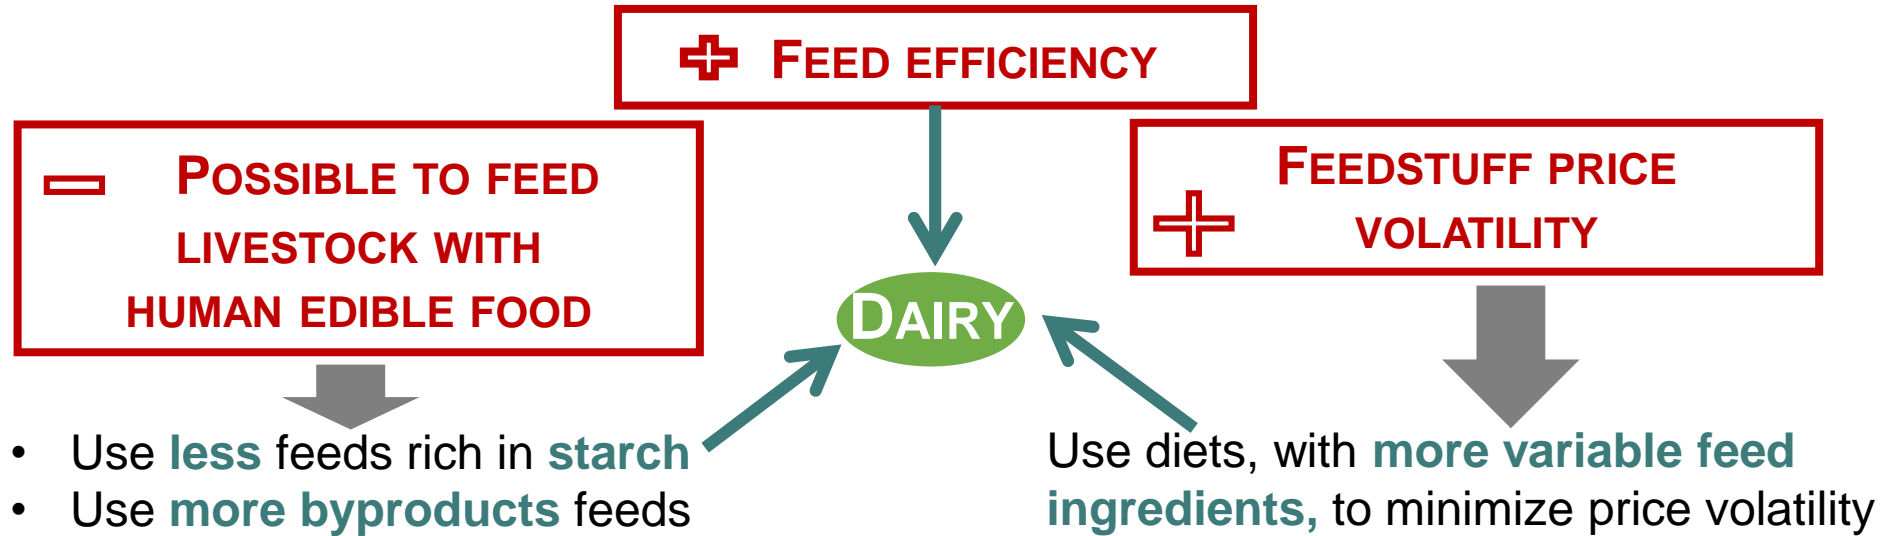 FEED EFFICIENCY
POSSIBLE TO FEED
LIVESTOCK WITH
HUMAN EDIBLE FOOD
FEEDSTUFF PRICE
VOLATILITY
DAIRY
• Use less feeds rich in starch
• Use more byproducts feeds
Use diets, with more variable feed
ingredients, to minimize price volatility